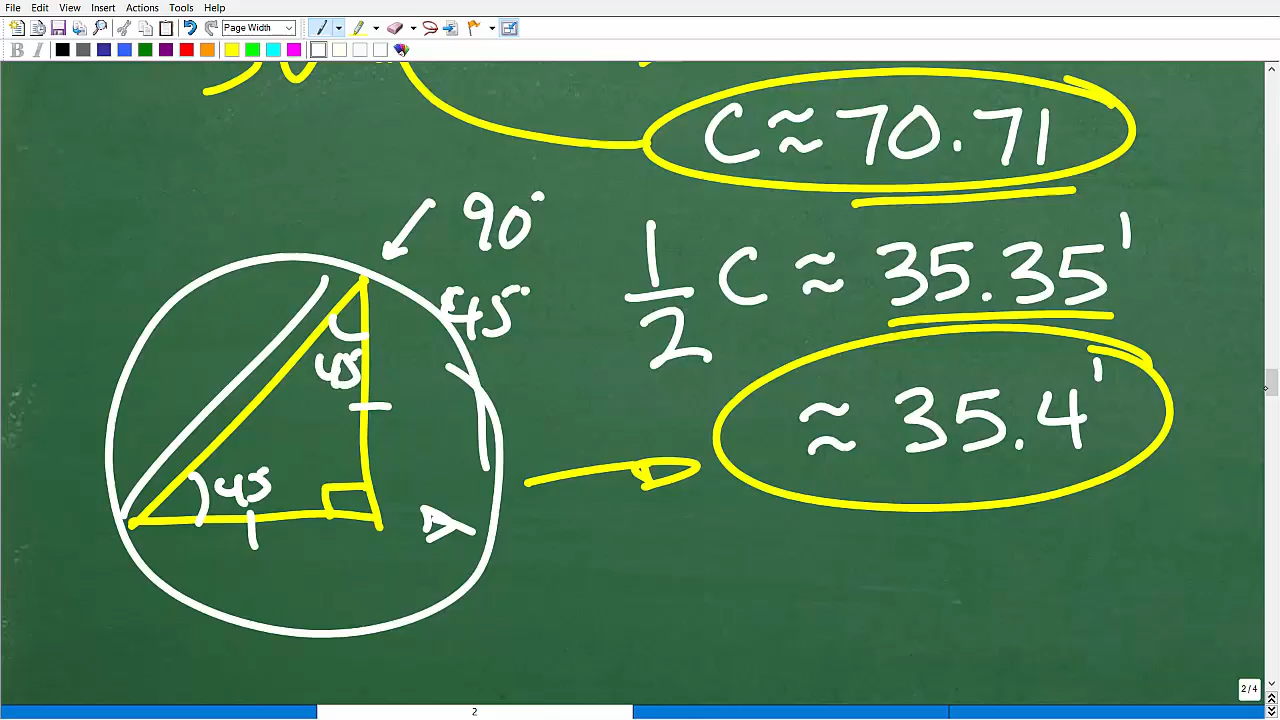 File Edit View Insert Actions Tools Help
Page Width
B I
C ≈ 70.71
90°
1/2 C ≈ 35.35'
45°
45
≈ 35.4'
45
2/4
2